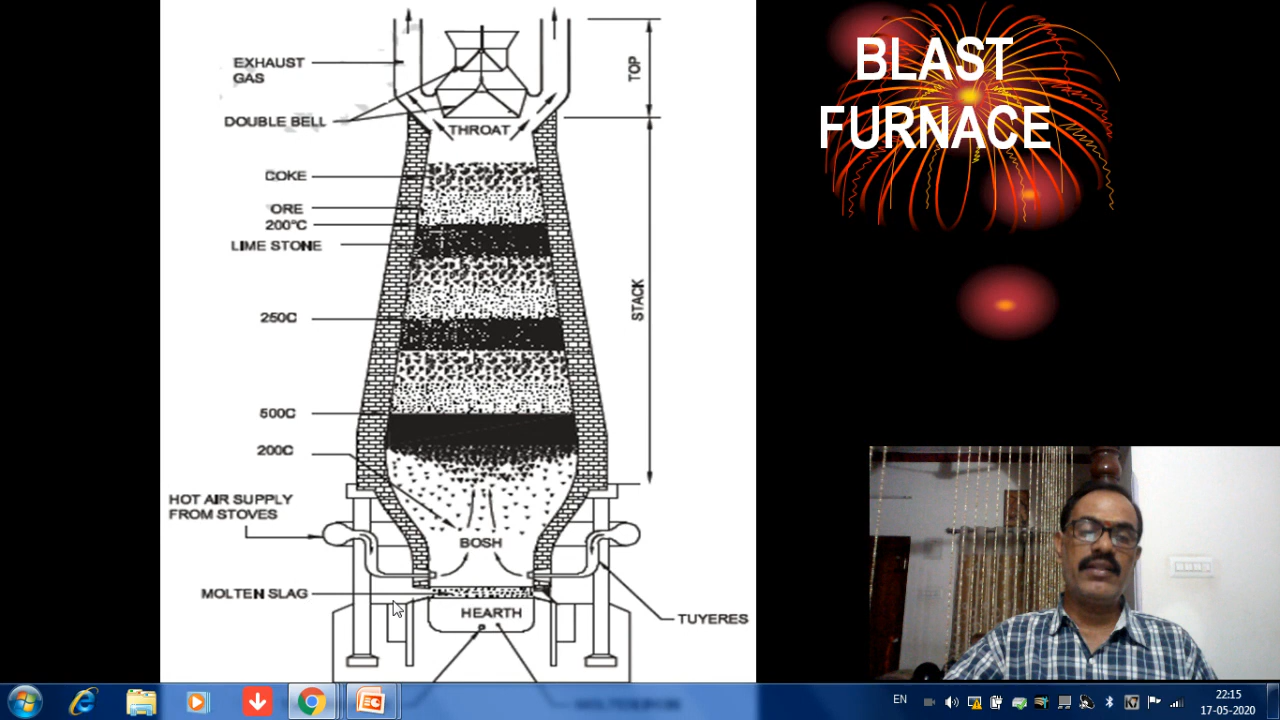 BLAST
FURNACE
EXHAUST
GAS
TOP
DOUBLE BELL
THROAT
COKE
ORE
200°C
LIME STONE
STACK
250C
500C
200C
HOT AIR SUPPLY
FROM STOVES
BOSH
MOLTEN SLAG
HEARTH
TUYERES
EN
22:15
17-05-2020